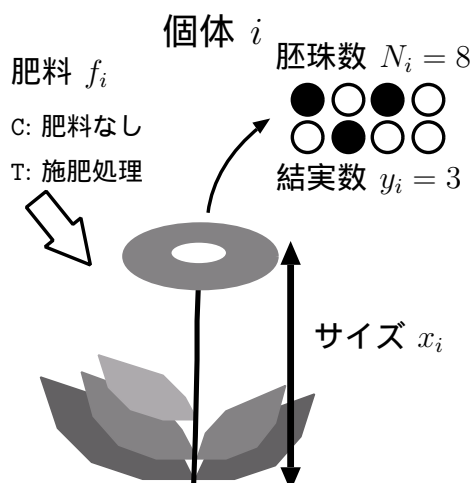 個体 i
肥料 f_i
C: 肥料なし
T: 施肥処理
胚珠数 N_i = 8
結実数 y_i = 3
サイズ x_i